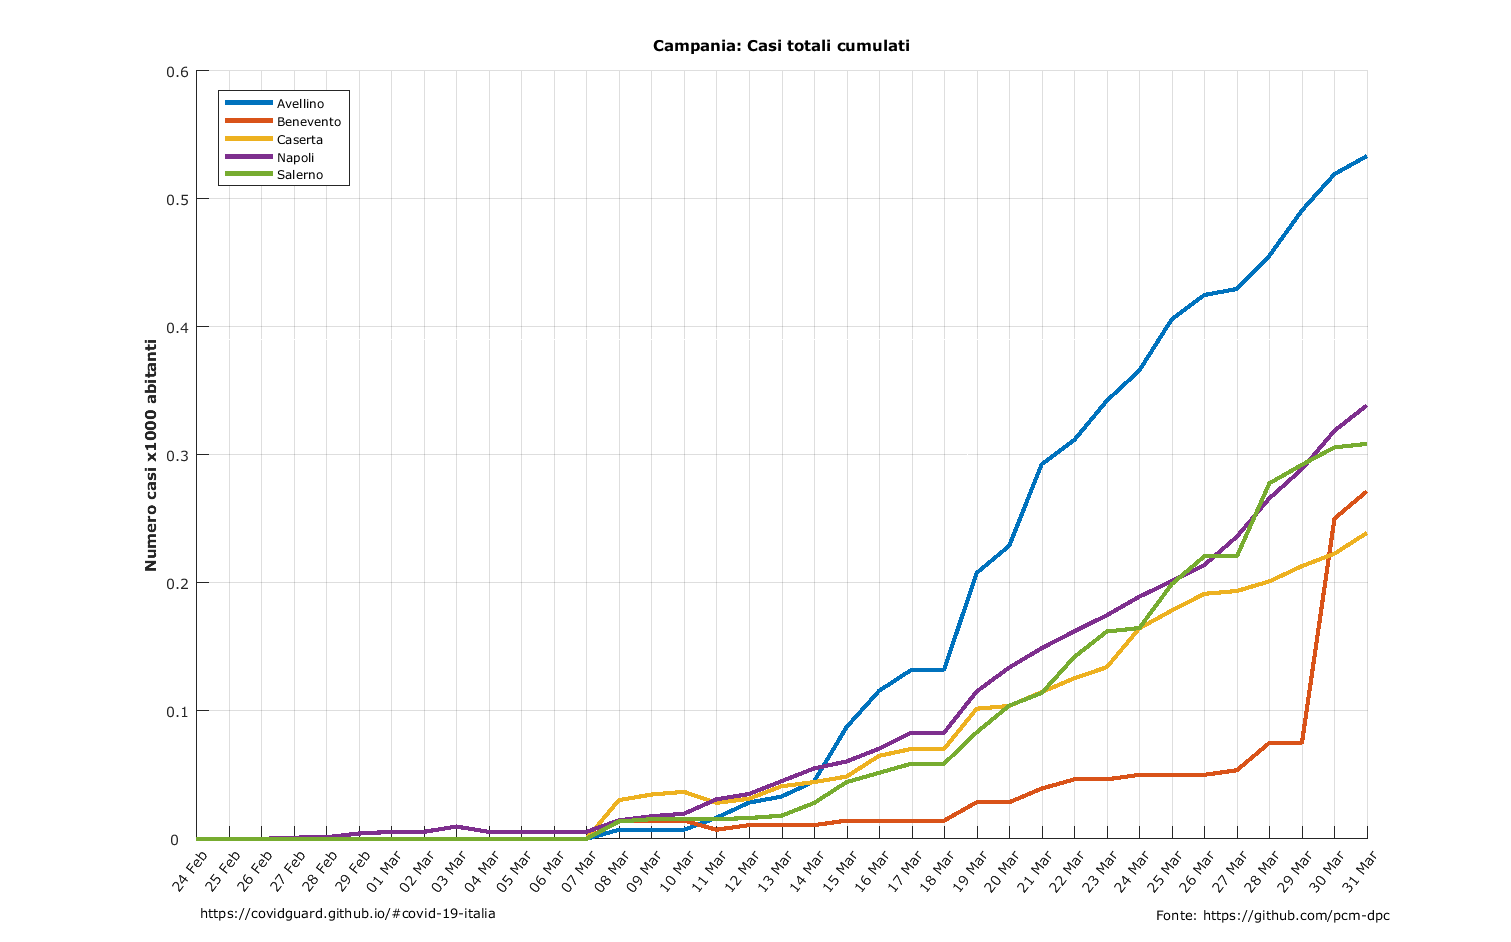 Campania: Casi totali cumulati
Numero casi x1000 abitanti
0.6
0.5
0.4
0.3
0.2
0.1
0
Avellino
Benevento
Caserta
Napoli
Salerno
24 Feb
25 Feb
26 Feb
27 Feb
28 Feb
29 Feb
01 Mar
02 Mar
03 Mar
04 Mar
05 Mar
06 Mar
07 Mar
08 Mar
09 Mar
10 Mar
11 Mar
12 Mar
13 Mar
14 Mar
15 Mar
16 Mar
17 Mar
18 Mar
19 Mar
20 Mar
21 Mar
22 Mar
23 Mar
24 Mar
25 Mar
26 Mar
27 Mar
28 Mar
29 Mar
30 Mar
31 Mar
https://covidguard.github.io/#covid-19-italia
Fonte: https://github.com/pcm-dpc